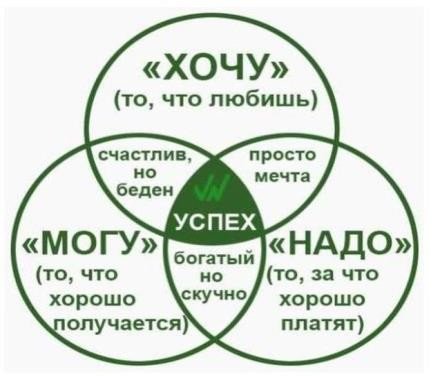 «ХОЧУ»
(то, что любишь)
счастлив,
но
беден
просто
мечта
УСПЕХ
«МОГУ»
(то, что
хорошо
получается)
богатый
но
скучно
«НАДО»
(то, за что
хорошо
платят)